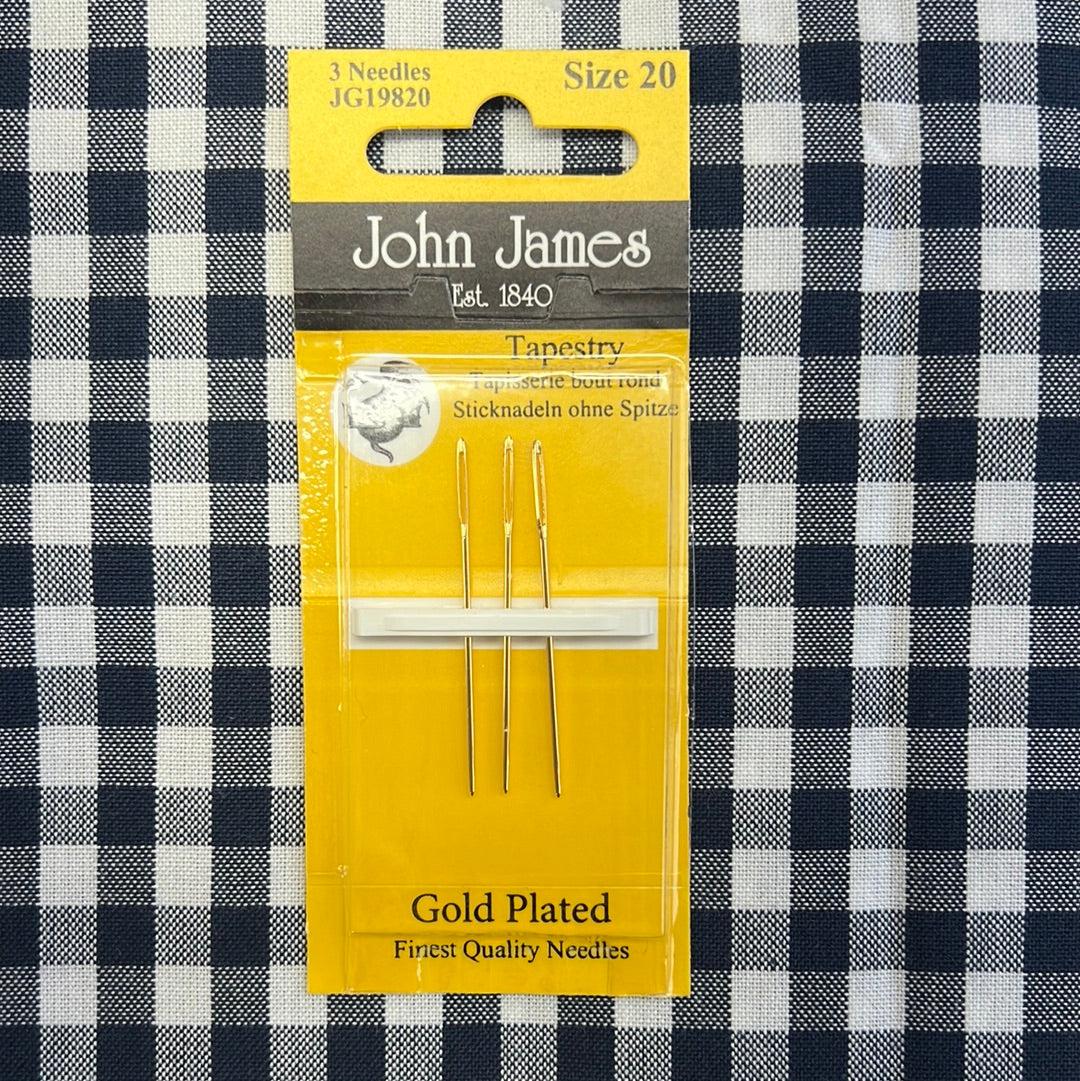 3 Needles
JG19820
Size 20
John James
Est. 1840
Tapestry
Tapisserie bout rond
Sticknadeln ohne Spitze
Gold Plated
Finest Quality Needles